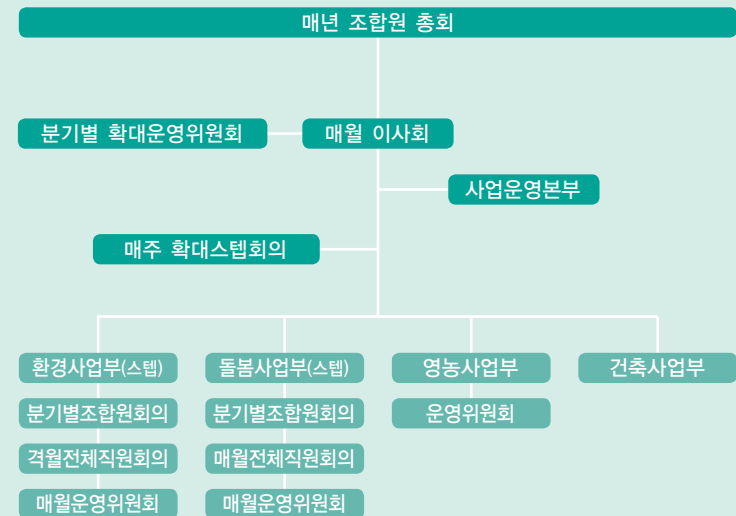 매년 조합원 총회
분기별 확대운영위원회
매월 이사회
사업운영본부
매주 확대스텝회의
환경사업부(스텝)
돌봄사업부(스텝)
영농사업부
건축사업부
분기별조합원회의
분기별조합원회의
운영위원회
격월전체직원회의
매월전체직원회의
매월운영위원회
매월운영위원회